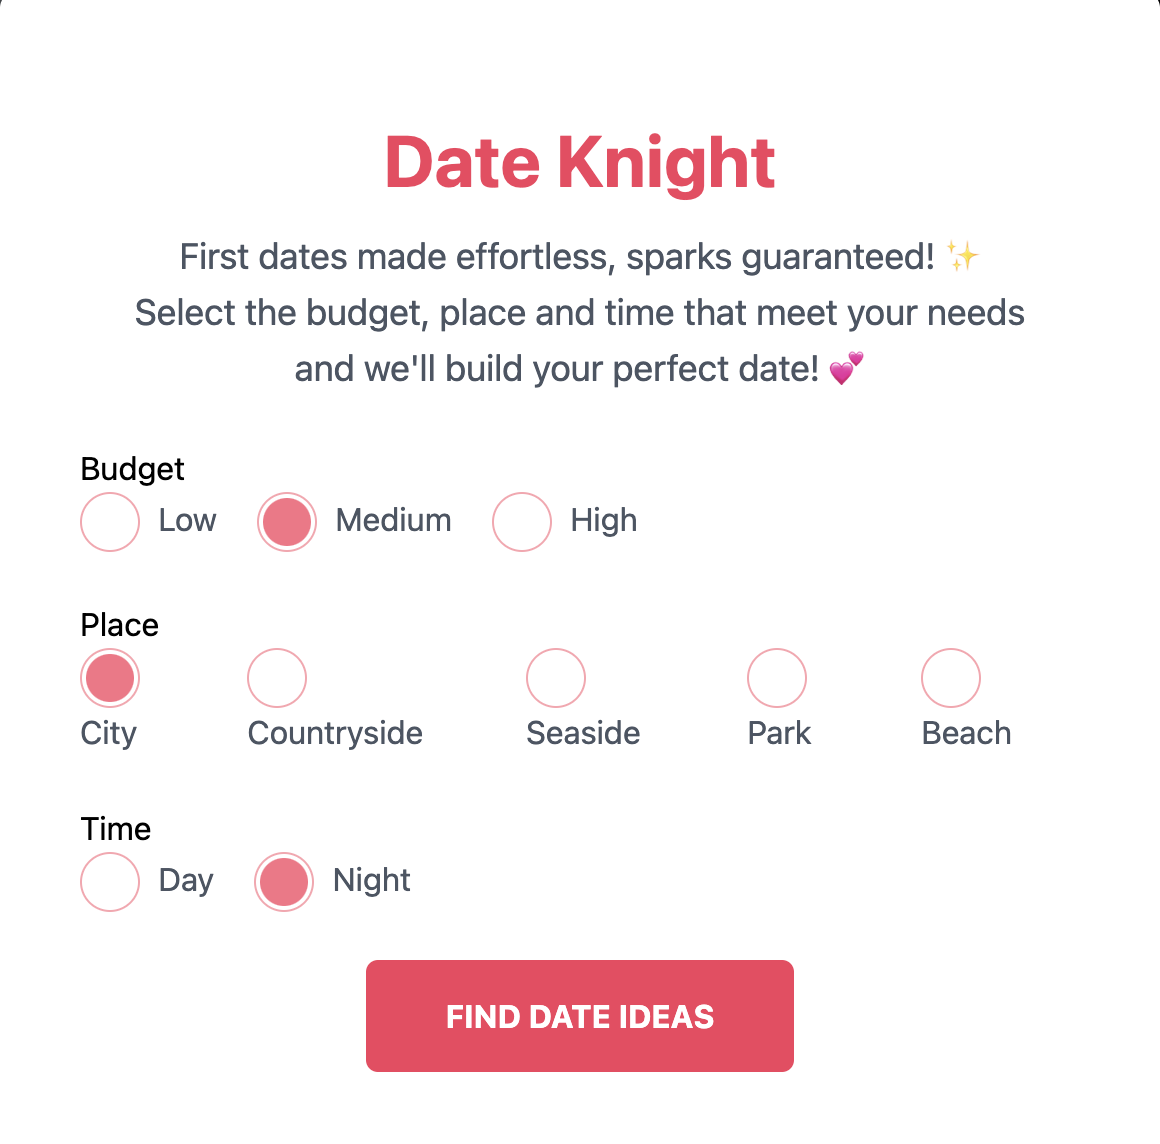 Date Knight
First dates made effortless, sparks guaranteed! ✨
Select the budget, place and time that meet your needs
and we'll build your perfect date! 💕
Budget
Low Medium High
Place
City Countryside Seaside Park Beach
Time
Day Night
FIND DATE IDEAS